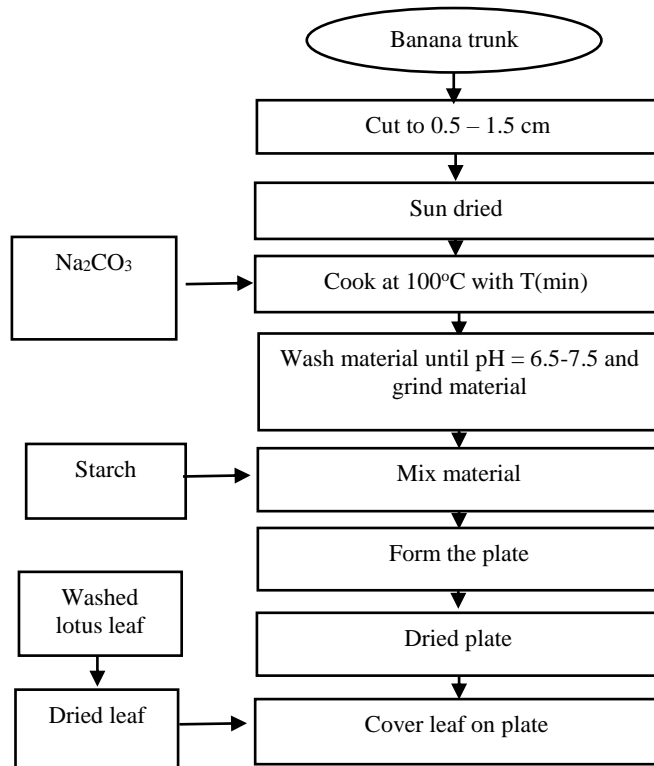 Banana trunk
Cut to 0.5 – 1.5 cm
Sun dried
Na₂CO₃
Cook at 100ᵒC with T(min)
Wash material until pH = 6.5-7.5 and
grind material
Starch
Mix material
Form the plate
Washed
lotus leaf
Dried plate
Dried leaf
Cover leaf on plate